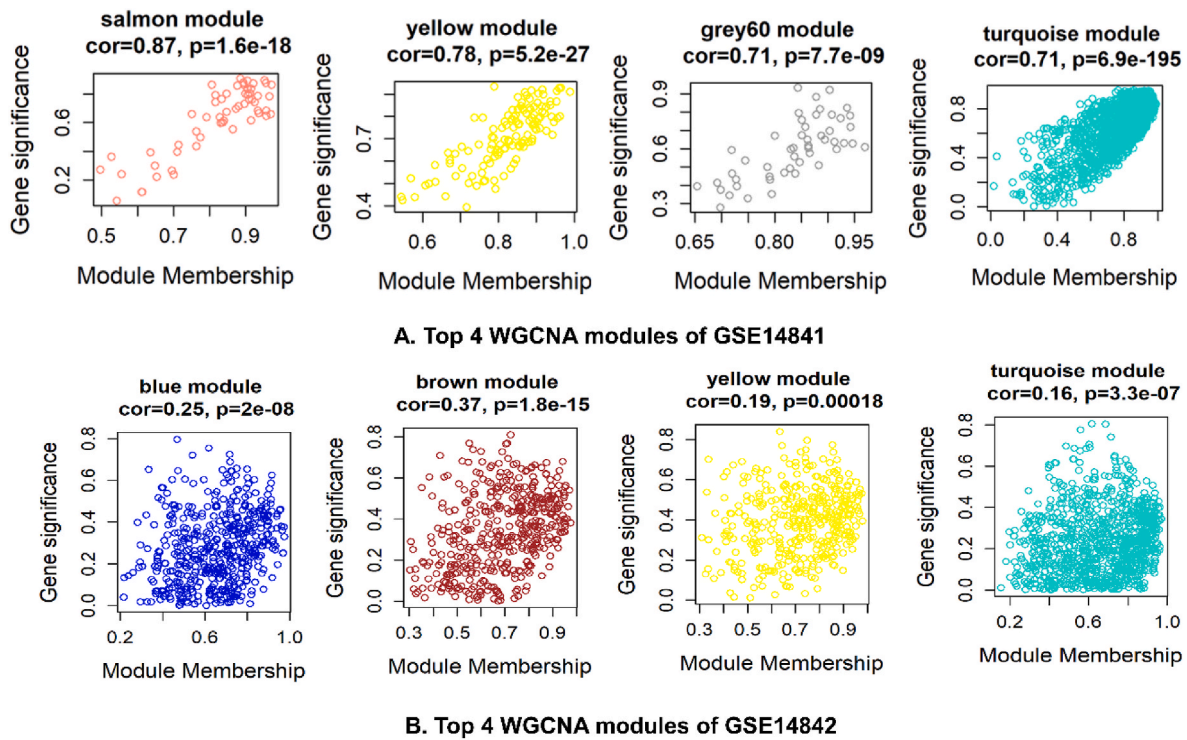 salmon module
cor=0.87, p=1.6e-18
Gene significance
0.2
0.6
0.5
0.7
0.9
Module Membership
yellow module
cor=0.78, p=5.2e-27
Gene significance
0.4
0.7
0.6
0.8
1.0
Module Membership
grey60 module
cor=0.71, p=7.7e-09
Gene significance
0.3
0.6
0.9
0.65
0.80
0.95
Module Membership
turquoise module
cor=0.71, p=6.9e-195
Gene significance
0.0
0.4
0.8
0.0
0.4
0.8
Module Membership
A. Top 4 WGCNA modules of GSE14841
blue module
cor=0.25, p=2e-08
Gene significance
0.0
0.2
0.4
0.6
0.8
0.2
0.6
1.0
Module Membership
brown module
cor=0.37, p=1.8e-15
Gene significance
0.0
0.2
0.4
0.6
0.8
0.3
0.5
0.7
0.9
Module Membership
yellow module
cor=0.19, p=0.00018
Gene significance
0.0
0.2
0.4
0.6
0.8
0.3
0.5
0.7
0.9
Module Membership
turquoise module
cor=0.16, p=3.3e-07
Gene significance
0.0
0.2
0.4
0.6
0.8
0.2
0.6
1.0
Module Membership
B. Top 4 WGCNA modules of GSE14842